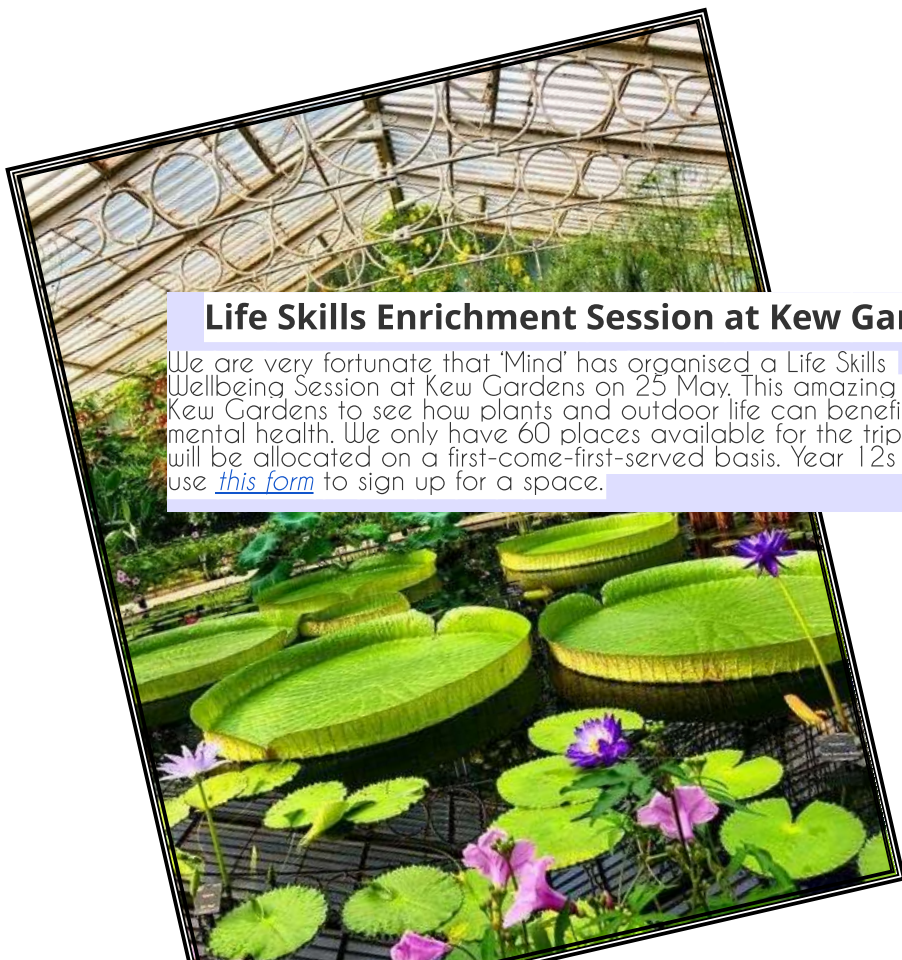 Life Skills Enrichment Session at Kew Gar
We are very fortunate that ‘Mind’ has organised a Life Skills
Wellbeing Session at Kew Gardens on 25 May. This amazing
Kew Gardens to see how plants and outdoor life can benefi
mental health. We only have 60 places available for the trip
will be allocated on a first-come-first-served basis. Year 12s
use this form to sign up for a space.